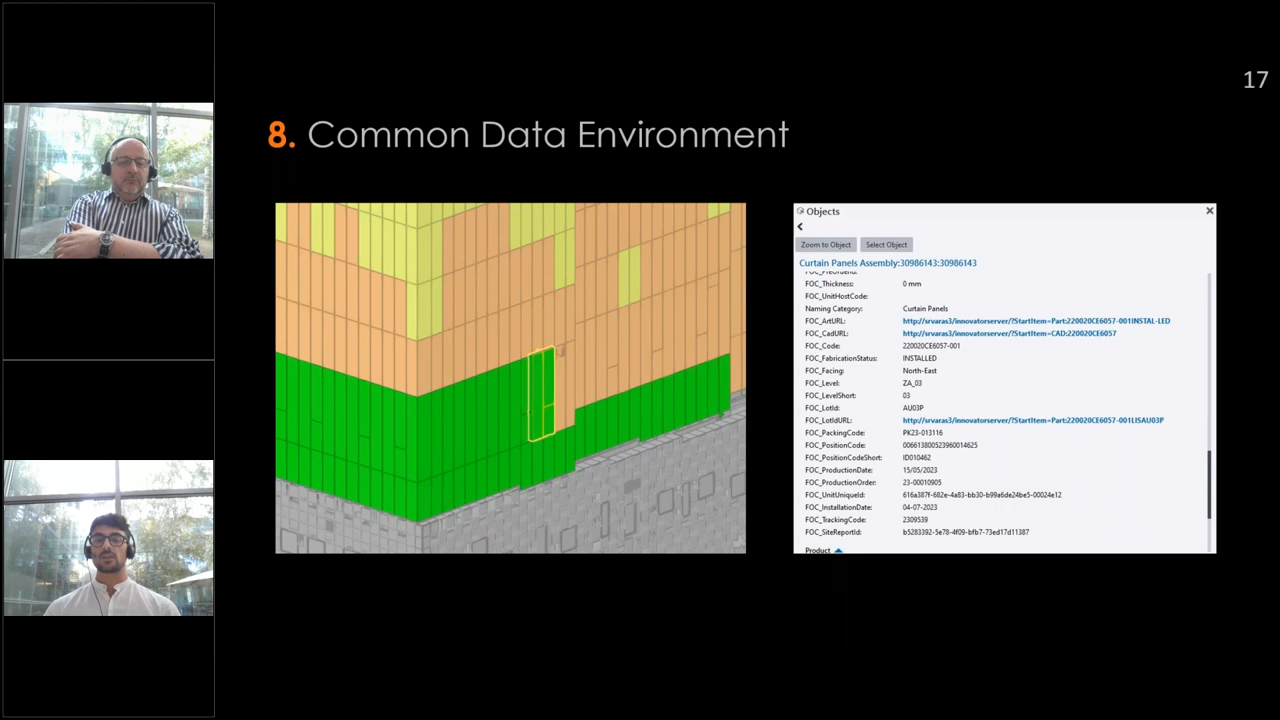 17
8. Common Data Environment
Objects
Zoom to Object Select Object
Curtain Panels Assembly:30986143:30986143
FOC_Thickness: 0 mm
FOC_UnitHostCode:
Naming Category: Curtain Panels
FOC_ArtURL: http://srvaras3/innovatorserver/?StartItem=Part:220020CE6057-001INSTAL-LED
FOC_CadURL: http://srvaras3/innovatorserver/?StartItem=CAD:220020CE6057
FOC_Code: 220020CE6057-001
FOC_FabricationStatus: INSTALLED
FOC_Facing: North-East
FOC_Level: ZA_03
FOC_LevelShort: 03
FOC_LotId: AU03P
FOC_LotIdURL: http://srvaras3/innovatorserver/?StartItem=Part:220020CE6057-001LISAU03P
FOC_PackingCode: PK23-013116
FOC_PositionCode: 006613800523960014625
FOC_PositionCodeShort: ID010462
FOC_ProductionDate: 15/05/2023
FOC_ProductionOrder: 23-00010905
FOC_UnitUniqueId: 616a387f-682e-4a83-bb30-b99a6de24be5-00024e12
FOC_InstallationDate: 04-07-2023
FOC_TrackingCode: 2309539
FOC_SiteReportId: b5283392-5e78-4f09-bfb7-73ed17d11387
Product